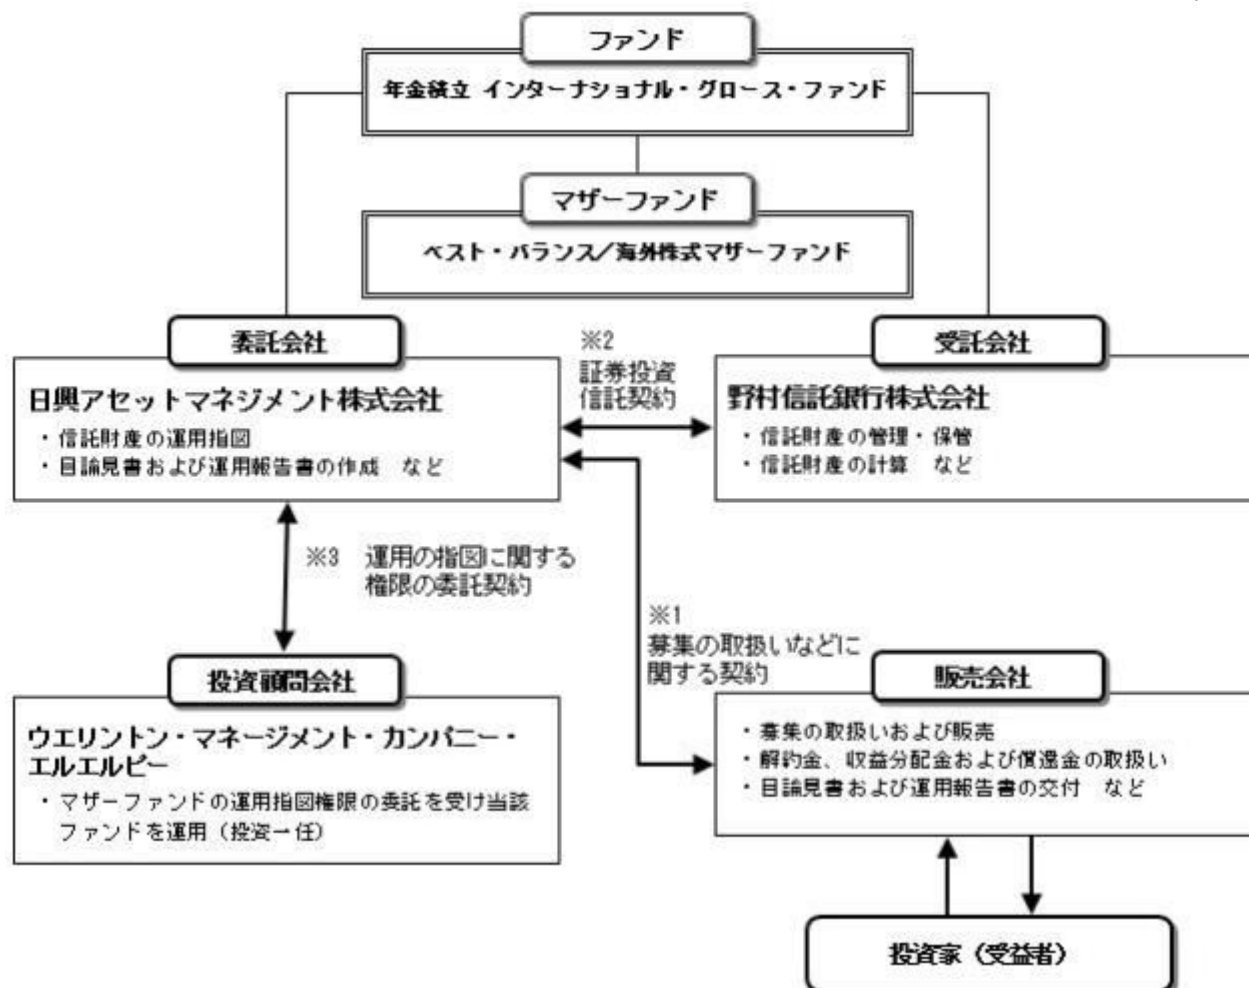 ファンド
年金積立 インターナショナル・グロース・ファンド
マザーファンド
ベスト・バランス／海外株式マザーファンド
委託会社
日興アセットマネジメント株式会社
・信託財産の運用指図
・目論見書および運用報告書の作成　など
※2
証券投資
信託契約
受託会社
野村信託銀行株式会社
・信託財産の管理・保管
・信託財産の計算　など
※3　運用の指図に関する
権限の委託契約
※1
募集の取扱いなどに
関する契約
投資顧問会社
ウエリントン・マネージメント・カンパニー・
エルエルピー
・マザーファンドの運用指図権限の委託を受け当該
ファンドを運用（投資一任）
販売会社
・募集の取扱いおよび販売
・解約金、収益分配金および償還金の取扱い
・目論見書および運用報告書の交付　など
投資家（受益者）